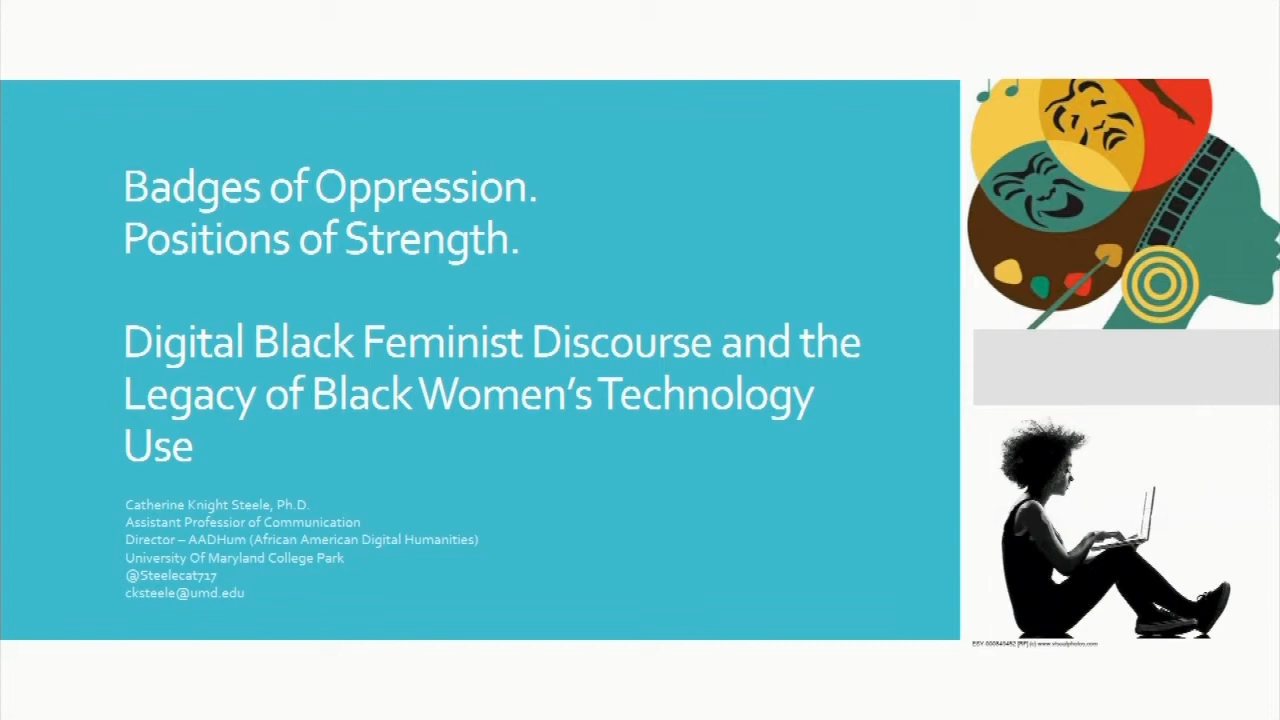 Badges of Oppression.
Positions of Strength.
Digital Black Feminist Discourse and the
Legacy of Black Women's Technology
Use
Catherine Knight Steele, Ph.D.
Assistant Professior of Communication
Director – AADHum (African American Digital Humanities)
University Of Maryland College Park
@Steelecat717
cksteele@umd.edu